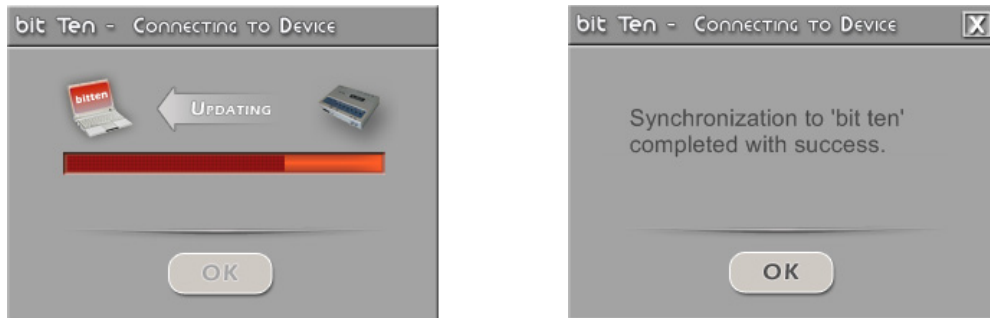 bit Ten - Connecting to Device
bitten
Updating
OK
bit Ten - Connecting to Device
X
Synchronization to 'bit ten'
completed with success.
OK